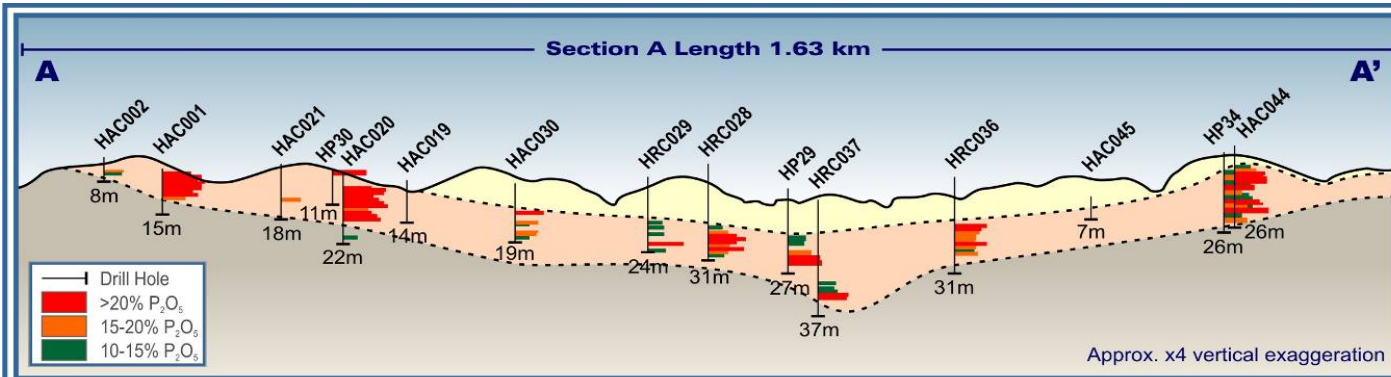 Section A Length 1.63 km
A
A'
HAC002
HAC001
HAC021
HP30
HAC020
HAC019
HAC030
HRC029
HRC028
HP29
HRC037
HRC036
HAC045
HP34
HAC044
8m
15m
18m
11m
22m
14m
19m
24m
31m
27m
37m
31m
7m
26m
26m
Drill Hole
>20% P₂O₅
15-20% P₂O₅
10-15% P₂O₅
Approx. x4 vertical exaggeration